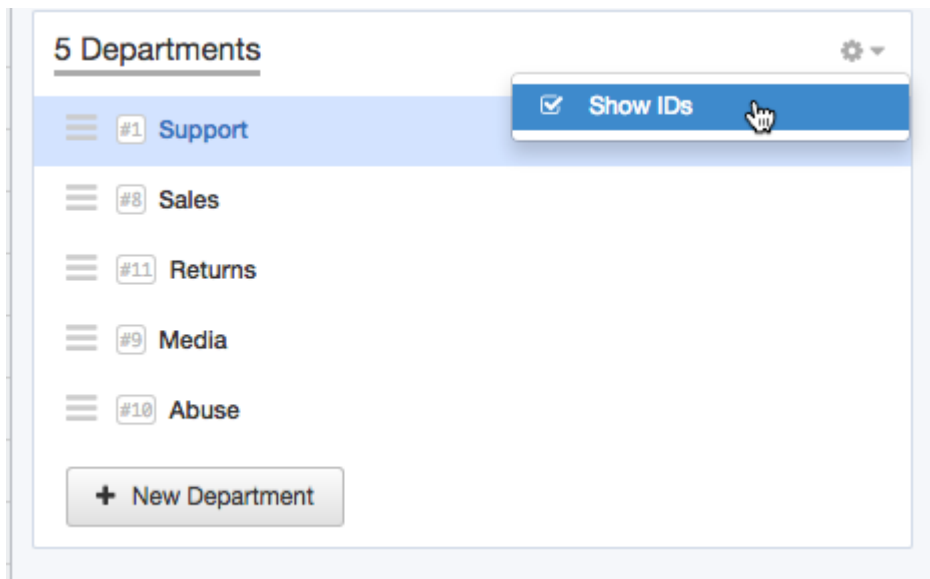 5 Departments
Show IDs
#1 Support
#8 Sales
#11 Returns
#9 Media
#10 Abuse
New Department